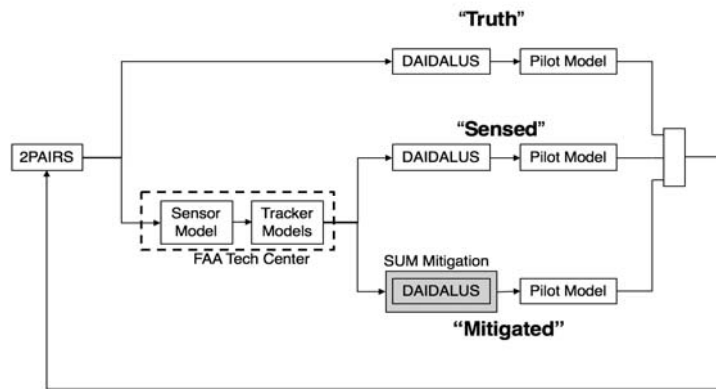 “Truth”
DAIDALUS
Pilot Model
“Sensed”
2PAIRS
DAIDALUS
Pilot Model
Sensor
Model
Tracker
Models
FAA Tech Center
SUM Mitigation
DAIDALUS
Pilot Model
“Mitigated”